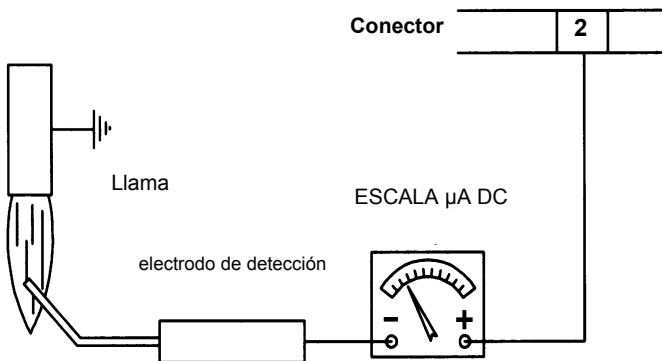 Conector 2
Llama
ESCALA µA DC
electrodo de detección
- +